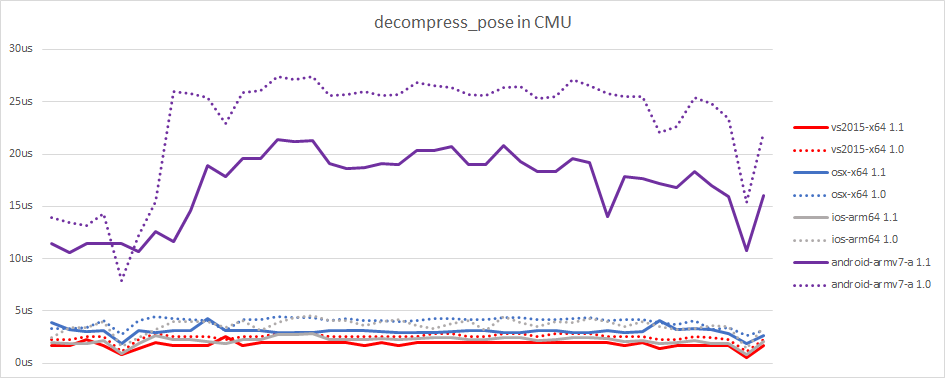 decompress_pose in CMU
30us
25us
20us
15us
10us
5us
0us
vs2015-x64 1.1
vs2015-x64 1.0
osx-x64 1.1
osx-x64 1.0
ios-arm64 1.1
ios-arm64 1.0
android-armv7-a 1.1
android-armv7-a 1.0